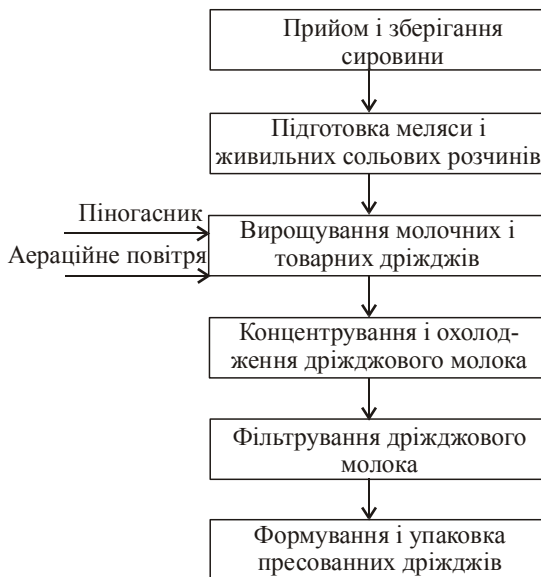 Прийом і зберігання
сировини
Підготовка меляси і
живильних сольових розчинів
Піногасник
Аераційне повітря
Вирощування молочних і
товарних дріжджів
Концентрування і охолод-
ження дріжджового молока
Фільтрування дріжджового
молока
Формування і упаковка
пресованних дріжджів